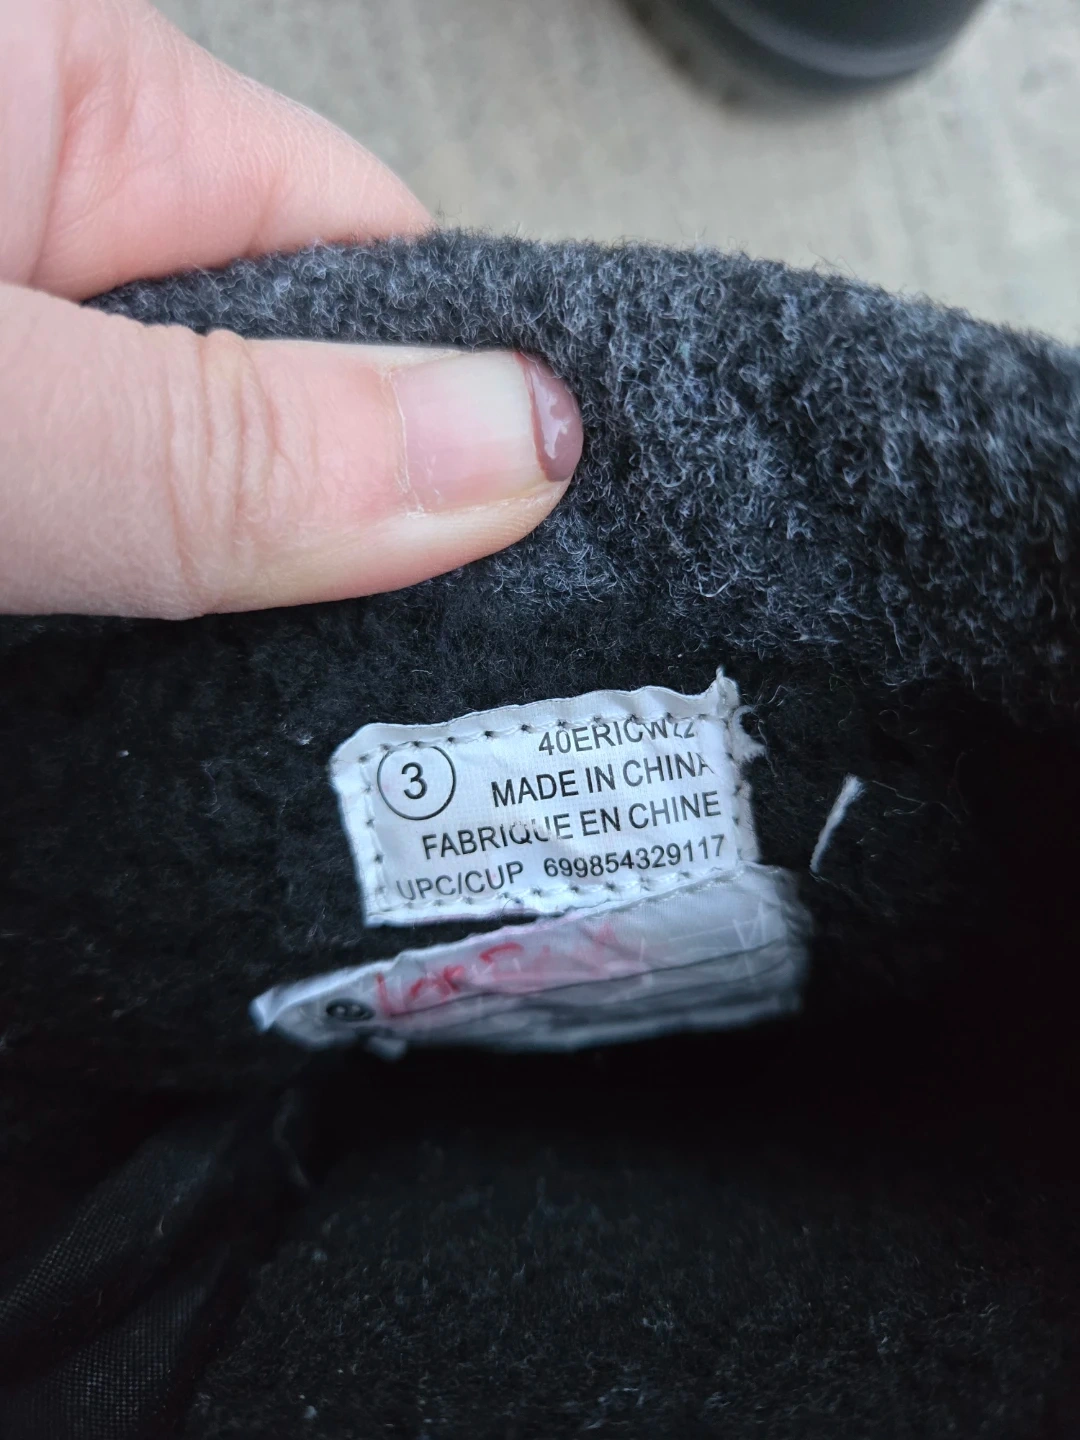 3
40ERICW22
MADE IN CHINA
FABRIQUE EN CHINE
UPC/CUP 699854329117